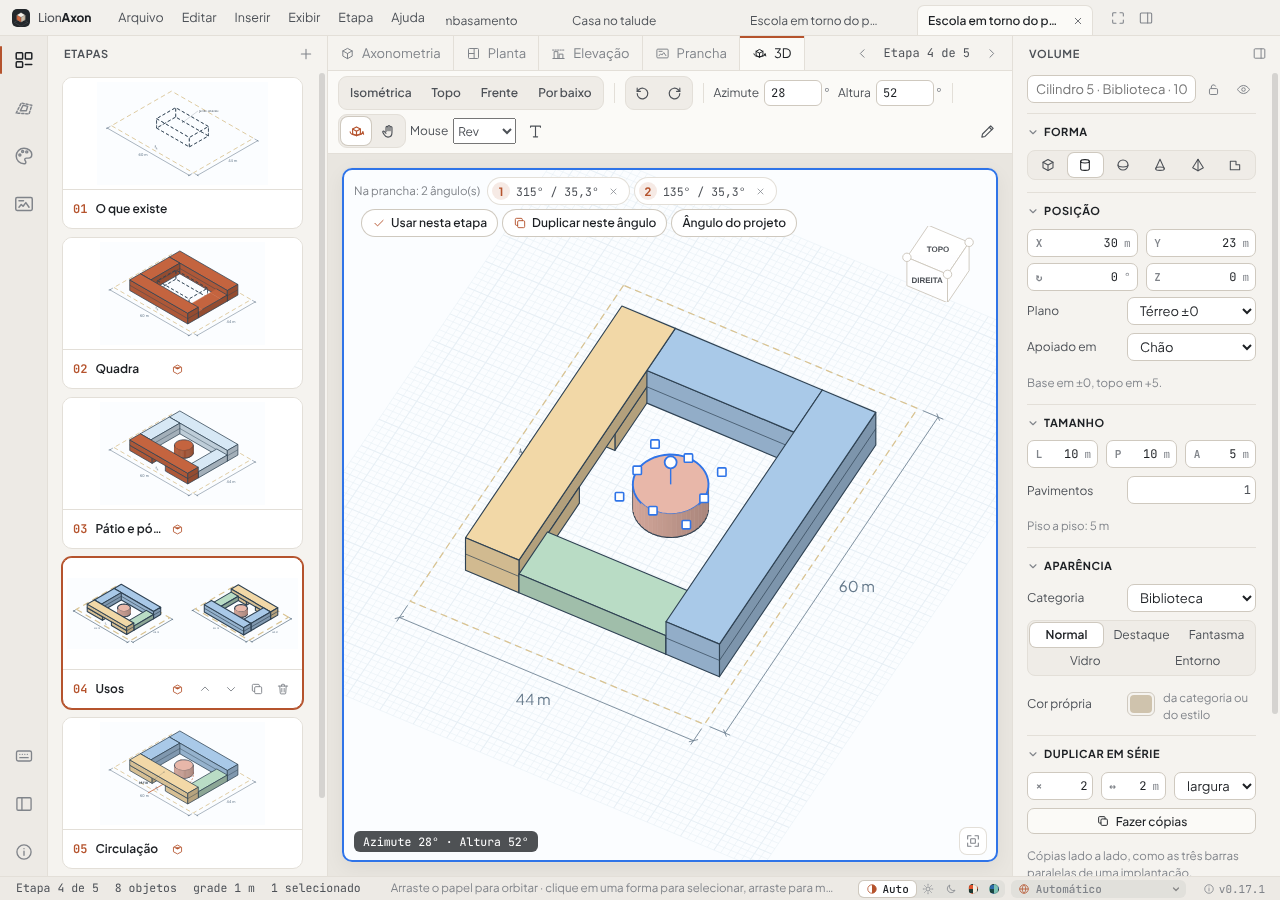 LionAxon
Arquivo
Editar
Inserir
Exibir
Etapa
Ajuda
nbasamento
Casa no talude
Escola em torno do p…
Escola em torno do p…
ETAPAS
01 O que existe
02 Quadra
03 Pátio e pó…
04 Usos
05 Circulação
Axonometria
Planta
Elevação
Prancha
3D
Etapa 4 de 5
Isométrica
Topo
Frente
Por baixo
Azimute
28
°
Altura
52
°
Mouse
Rev
Na prancha: 2 ângulo(s)
1 315° / 35,3°
2 135° / 35,3°
Usar nesta etapa
Duplicar neste ângulo
Ângulo do projeto
TOPO
DIREITA
60 m
44 m
Azimute 28° · Altura 52°
VOLUME
Cilindro 5 · Biblioteca · 10
FORMA
POSIÇÃO
X 30 m
Y 23 m
↻ 0 °
Z 0 m
Plano
Térreo ±0
Apoiado em
Chão
Base em ±0, topo em +5.
TAMANHO
L 10 m
P 10 m
A 5 m
Pavimentos
1
Piso a piso: 5 m
APARÊNCIA
Categoria
Biblioteca
Normal
Destaque
Fantasma
Vidro
Entorno
Cor própria
da categoria ou
do estilo
DUPLICAR EM SÉRIE
× 2
↔ 2 m
largura
Fazer cópias
Cópias lado a lado, como as três barras
paralelas de uma implantação.
Etapa 4 de 5
8 objetos
grade 1 m
1 selecionado
Arraste o papel para orbitar · clique em uma forma para selecionar, arraste para m…
Auto
Automático
v0.17.1